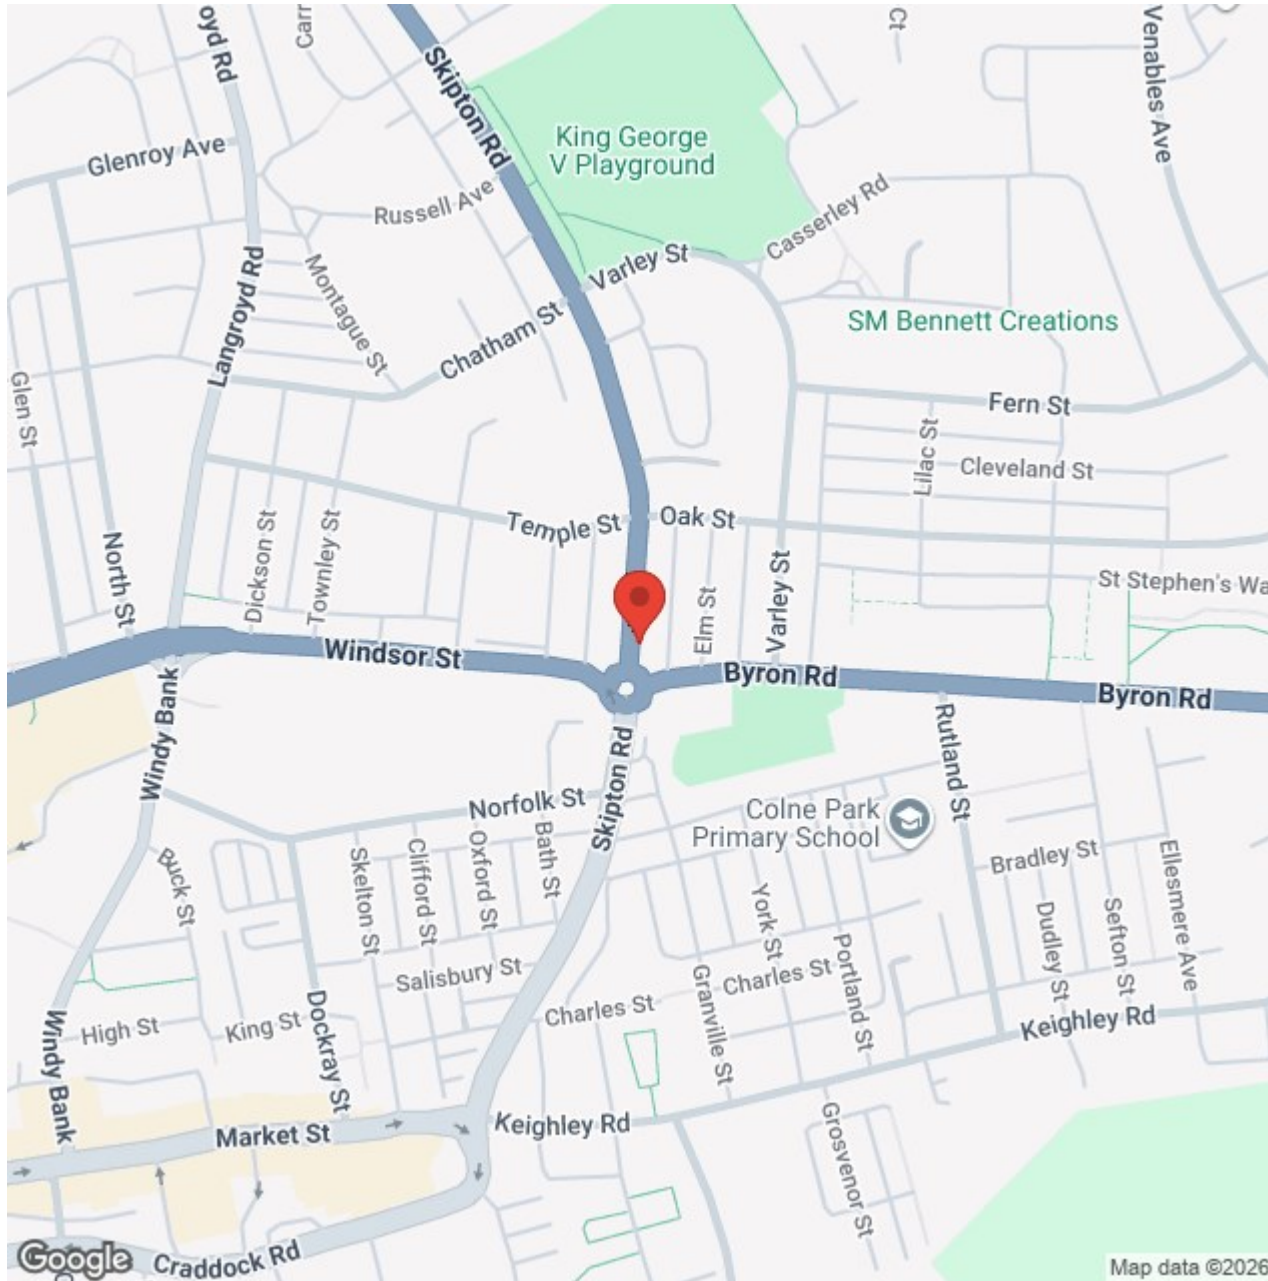 oyd Rd
Carr
Skipton Rd
Ct
Venables Ave
King George
V Playground
Glenroy Ave
Russell Ave
Casserley Rd
Varley St
Langroyd Rd
Montague St
Chatham St
SM Bennett Creations
Glen St
Fern St
Lilac St
Cleveland St
North St
Dickson St
Townley St
Temple St
Oak St
Elm St
Varley St
St Stephen's Wa
Windsor St
Byron Rd
Byron Rd
Windy Bank
Skipton Rd
Rutland St
Norfolk St
Colne Park
Primary School
Buck St
Skelton St
Clifford St
Oxford St
Bath St
Bradley St
Ellesmere Ave
York St
Dudley St
Sefton St
Portland St
Salisbury St
Charles St
Granville St
Charles St
High St
King St
Dockray St
Windy Bank
Keighley Rd
Market St
Keighley Rd
Grosvenor St
Craddock Rd
Google
Map data ©2026